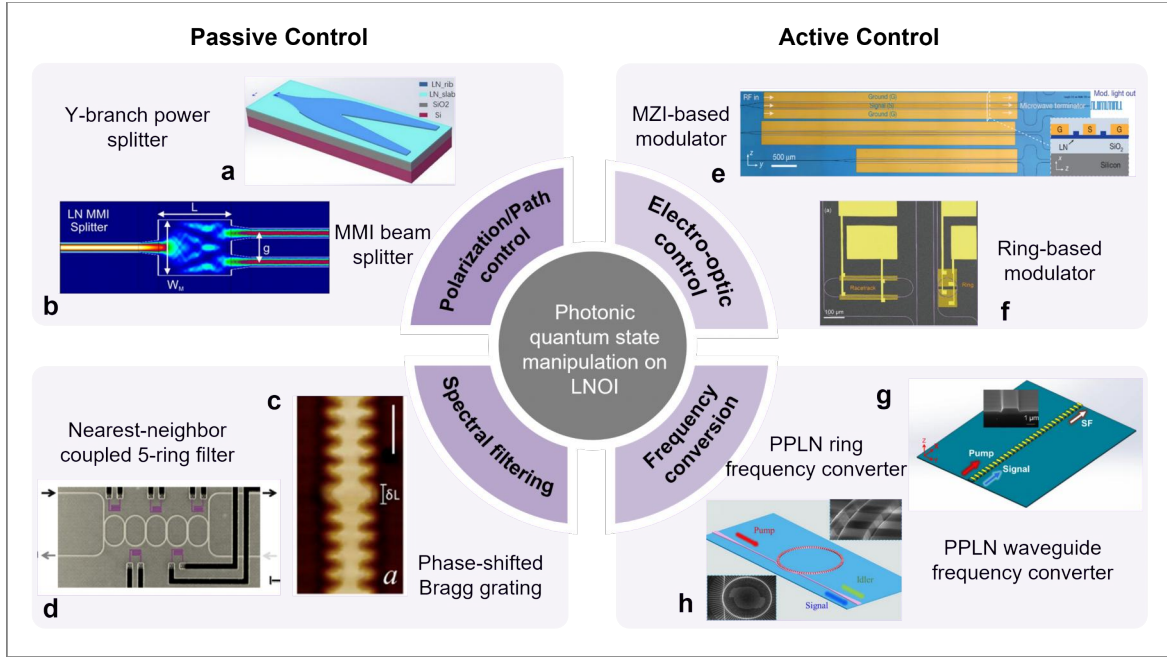 Passive Control
Active Control
Y-branch power
splitter
a
LN_rib
LN_slab
SiO2
Si
LN MMI
Splitter
L
g
W_M
MMI beam
splitter
b
Polarization/Path
control
Electro-optic
control
Photonic
quantum state
manipulation on
LNOI
Spectral filtering
Frequency
conversion
MZI-based
modulator
e
RF in
Ground (G)
Signal (S)
Ground (G)
Mod. light out
Microwave terminator
G S G
LN
SiO₂
Silicon
z
y
500 µm
x
z
Ring-based
modulator
f
(a)
Racetrack
Ring
100 µm
c
δL
a
Nearest-neighbor
coupled 5-ring filter
d
Phase-shifted
Bragg grating
g
1 µm
SF
Pump
Signal
z
PPLN ring
frequency converter
PPLN waveguide
frequency converter
h
Pump
Idler
Signal